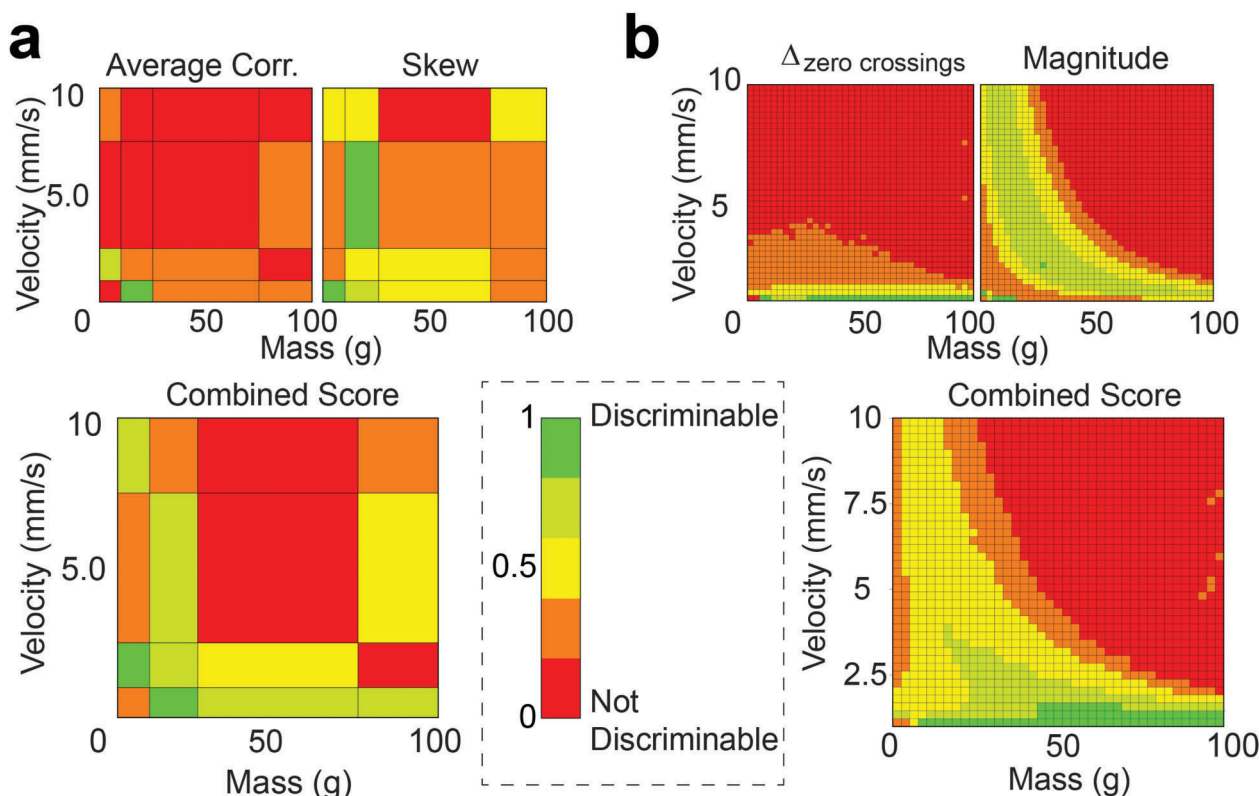 a
Average Corr.
Skew
Velocity (mm/s)
10
5.0
0
50
100
50
100
Mass (g)
Combined Score
Velocity (mm/s)
10
5.0
0
50
100
Mass (g)
1
Discriminable
0.5
0
Not
Discriminable
b
Δzero crossings
Magnitude
Velocity (mm/s)
10
5
0
50
100
50
100
Mass (g)
Combined Score
Velocity (mm/s)
10
7.5
5
2.5
0
50
100
Mass (g)